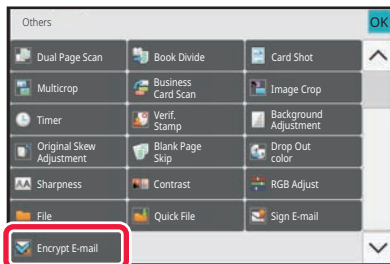 Others
OK
Dual Page Scan
Book Divide
Card Shot
Multicrop
Business
Card Scan
Image Crop
Timer
Verif.
Stamp
Background
Adjustment
Original Skew
Adjustment
Blank Page
Skip
Drop Out
color
Sharpness
Contrast
RGB Adjust
File
Quick File
Sign E-mail
Encrypt E-mail